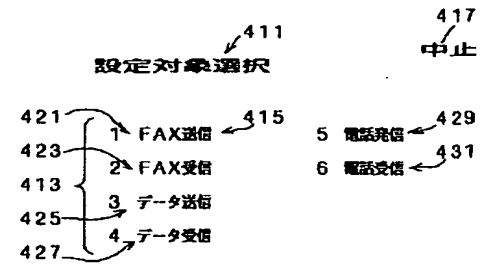 411
417
設定対象選択
中止
421
1 FAX送信
415
5 電話発信
429
423
2 FAX受信
6 電話受信
431
413
3 データ送信
425
4 データ受信
427